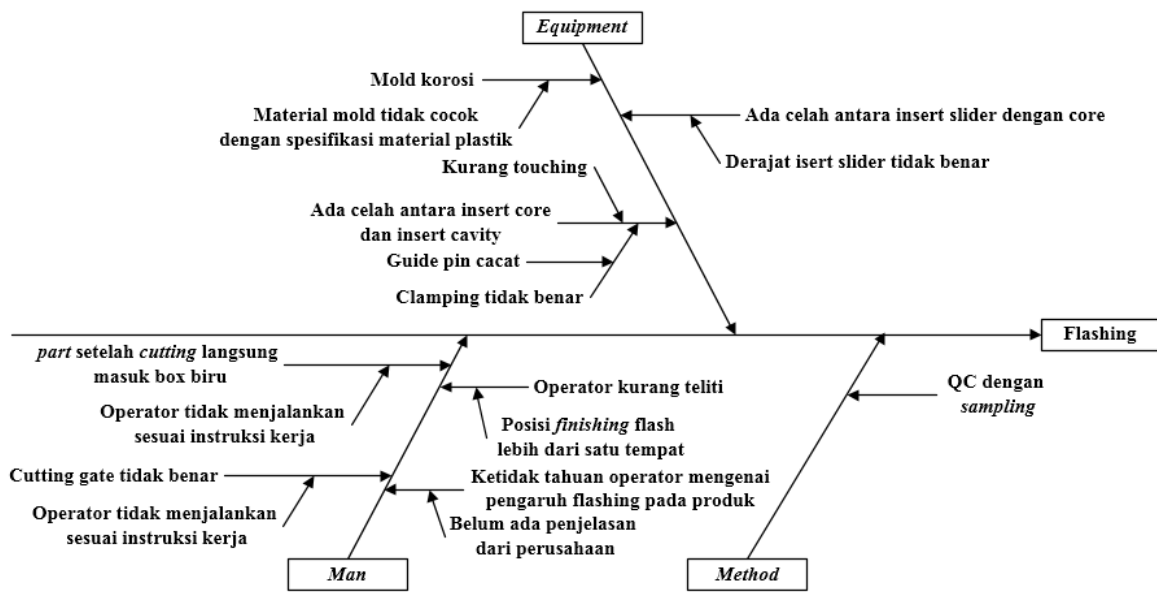 Equipment
Mold korosi
Material mold tidak cocok
dengan spesifikasi material plastik
Ada celah antara insert slider dengan core
Derajat isert slider tidak benar
Kurang touching
Ada celah antara insert core
dan insert cavity
Guide pin cacat
Clamping tidak benar
Flashing
part setelah cutting langsung
masuk box biru
Operator tidak menjalankan
sesuai instruksi kerja
Operator kurang teliti
Posisi finishing flash
lebih dari satu tempat
Cutting gate tidak benar
Operator tidak menjalankan
sesuai instruksi kerja
Ketidak tahuan operator mengenai
pengaruh flashing pada produk
Belum ada penjelasan
dari perusahaan
QC dengan
sampling
Man
Method